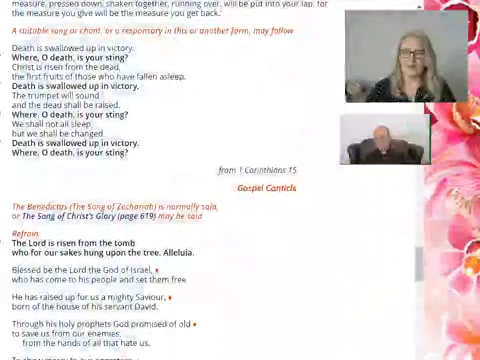 measure, pressed down, shaken together, running over, will be put into your lap; for
the measure you give will be the measure you get back.'
A suitable song or chant, or a responsory in this or another form, may follow
Death is swallowed up in victory.
Where, O death, is your sting?
Christ is risen from the dead,
the first fruits of those who have fallen asleep.
Death is swallowed up in victory.
The trumpet will sound
and the dead shall be raised.
Where, O death, is your sting?
We shall not all sleep,
but we shall be changed.
Death is swallowed up in victory.
Where, O death, is your sting?
from 1 Corinthians 15
Gospel Canticle
The Benedictus (The Song of Zechariah) is normally said,
or The Song of Christ's Glory (page 619) may be said
Refrain:
The Lord is risen from the tomb
who for our sakes hung upon the tree. Alleluia.
Blessed be the Lord the God of Israel, ♦
who has come to his people and set them free.
He has raised up for us a mighty Saviour, ♦
born of the house of his servant David.
Through his holy prophets God promised of old ♦
to save us from our enemies,
from the hands of all that hate us,